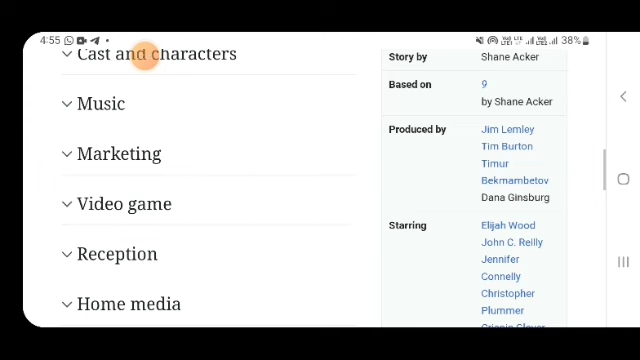 4:55
38%
Cast and characters
Music
Marketing
Video game
Reception
Home media
Story by Shane Acker
Based on 9
by Shane Acker
Produced by Jim Lemley
Tim Burton
Timur
Bekmambetov
Dana Ginsburg
Starring Elijah Wood
John C. Reilly
Jennifer
Connelly
Christopher
Plummer
Crispin Glover